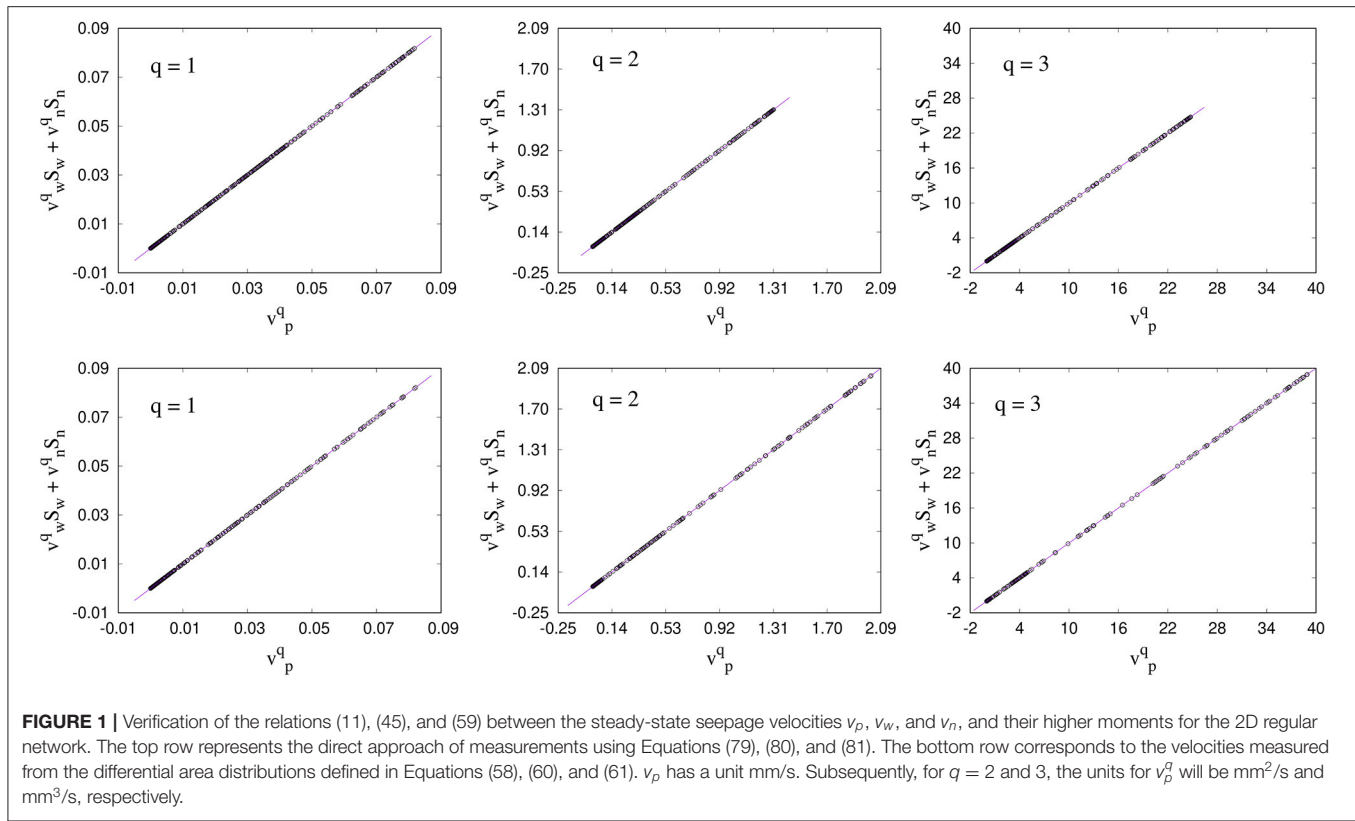 0.09
0.07
0.05
0.03
0.01
-0.01
-0.01 0.01 0.03 0.05 0.07 0.09
q = 1
v^q_w S_w + v^q_n S_n
v^q_p
2.09
1.70
1.31
0.92
0.53
0.14
-0.25
-0.25 0.14 0.53 0.92 1.31 1.70 2.09
q = 2
v^q_w S_w + v^q_n S_n
v^q_p
40
34
28
22
16
10
4
-2
-2 4 10 16 22 28 34 40
q = 3
v^q_w S_w + v^q_n S_n
v^q_p
0.09
0.07
0.05
0.03
0.01
-0.01
-0.01 0.01 0.03 0.05 0.07 0.09
q = 1
v^q_w S_w + v^q_n S_n
v^q_p
2.09
1.70
1.31
0.92
0.53
0.14
-0.25
-0.25 0.14 0.53 0.92 1.31 1.70 2.09
q = 2
v^q_w S_w + v^q_n S_n
v^q_p
40
34
28
22
16
10
4
-2
-2 4 10 16 22 28 34 40
q = 3
v^q_w S_w + v^q_n S_n
v^q_p
FIGURE 1 | Verification of the relations (11), (45), and (59) between the steady-state seepage velocities v_p, v_w, and v_n, and their higher moments for the 2D regular
network. The top row represents the direct approach of measurements using Equations (79), (80), and (81). The bottom row corresponds to the velocities measured
from the differential area distributions defined in Equations (58), (60), and (61). v_p has a unit mm/s. Subsequently, for q = 2 and 3, the units for v^q_p will be mm²/s and
mm³/s, respectively.